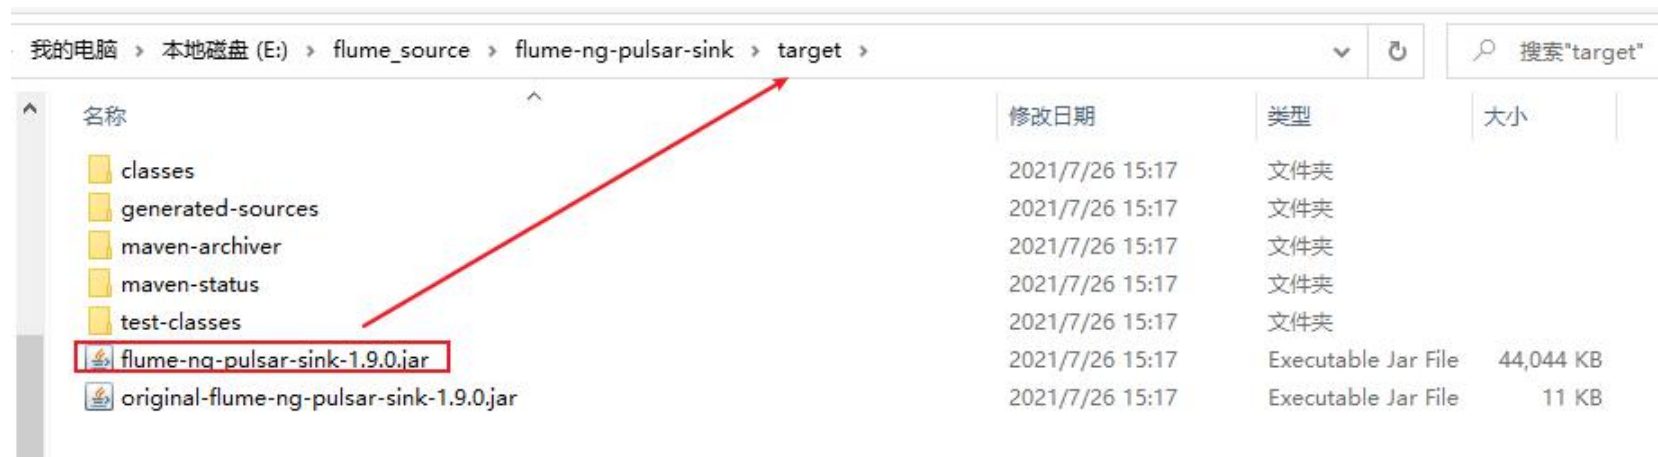 我的电脑 › 本地磁盘 (E:) › flume_source › flume-ng-pulsar-sink › target › 搜索"target"
名称 修改日期 类型 大小
classes 2021/7/26 15:17 文件夹
generated-sources 2021/7/26 15:17 文件夹
maven-archiver 2021/7/26 15:17 文件夹
maven-status 2021/7/26 15:17 文件夹
test-classes 2021/7/26 15:17 文件夹
flume-ng-pulsar-sink-1.9.0.jar 2021/7/26 15:17 Executable Jar File 44,044 KB
original-flume-ng-pulsar-sink-1.9.0.jar 2021/7/26 15:17 Executable Jar File 11 KB